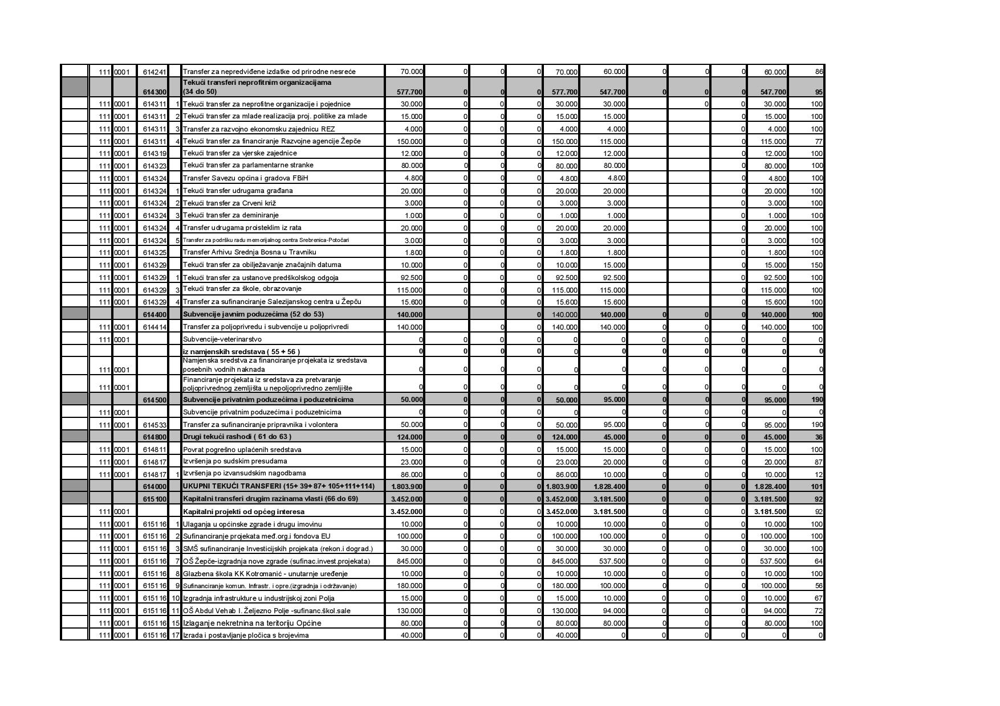 111 0001 614241 Transfer za nepredviđene izdatke od prirodne nesreće 70.000 0 0 0 70.000 60.000 0 0 0 60.000 86
Tekući transferi neprofitnim organizacijama
614300 (34 do 50) 577.700 0 0 0 577.700 547.700 0 0 0 547.700 95
111 0001 614311 1 Tekući transfer za neprofitne organizacije i pojednice 30.000 0 0 0 30.000 30.000 0 0 30.000 100
111 0001 614311 2 Tekući transfer za mlade realizacija proj. politike za mlade 15.000 0 0 0 15.000 15.000 0 15.000 100
111 0001 614311 3 Transfer za razvojno ekonomsku zajednicu REZ 4.000 0 0 0 4.000 4.000 0 4.000 100
111 0001 614311 4 Tekući transfer za financiranje Razvojne agencije Žepče 150.000 0 0 0 150.000 115.000 0 115.000 77
111 0001 614319 Tekući transfer za vjerske zajednice 12.000 0 0 0 12.000 12.000 0 12.000 100
111 0001 614323 Tekući transfer za parlamentarne stranke 80.000 0 0 0 80.000 80.000 0 80.000 100
111 0001 614324 Transfer Savezu općina i gradova FBiH 4.800 0 0 0 4.800 4.800 0 4.800 100
111 0001 614324 1 Tekući transfer udrugama građana 20.000 0 0 0 20.000 20.000 0 20.000 100
111 0001 614324 2 Tekući transfer za Crveni križ 3.000 0 0 0 3.000 3.000 0 3.000 100
111 0001 614324 3 Tekući transfer za deminiranje 1.000 0 0 0 1.000 1.000 0 1.000 100
111 0001 614324 4 Transfer udrugama proisteklim iz rata 20.000 0 0 0 20.000 20.000 0 20.000 100
111 0001 614324 5 Transfer za podršku radu memorijalnog centra Srebrenica-Potočari 3.000 0 0 0 3.000 3.000 0 3.000 100
111 0001 614325 Transfer Arhivu Srednja Bosna u Travniku 1.800 0 0 0 1.800 1.800 0 1.800 100
111 0001 614329 Tekući transfer za obilježavanje značajnih datuma 10.000 0 0 0 10.000 15.000 0 15.000 150
111 0001 614329 1 Tekući transfer za ustanove predškolskog odgoja 92.500 0 0 0 92.500 92.500 0 92.500 100
111 0001 614329 3 Tekući transfer za škole, obrazovanje 115.000 0 0 0 115.000 115.000 0 115.000 100
111 0001 614329 4 Transfer za sufinanciranje Salezijanskog centra u Žepču 15.600 0 0 0 15.600 15.600 0 15.600 100
614400 Subvencije javnim poduzećima (52 do 53) 140.000 0 140.000 140.000 0 0 0 140.000 100
111 0001 614414 Transfer za poljoprivredu i subvencije u poljoprivredi 140.000 0 0 140.000 140.000 0 0 0 140.000 100
111 0001 Subvencije-veterinarstvo 0 0 0 0 0 0 0 0 0 0 0
iz namjenskih sredstava ( 55 + 56 ) 0 0 0 0 0 0 0 0 0 0 0
Namjenska sredstva za financiranje projekata iz sredstava
111 0001 posebnih vodnih naknada 0 0 0 0 0 0 0 0 0 0 0
Financiranje projekata iz sredstava za pretvaranje
111 0001 poljoprivrednog zemljišta u nepoljoprivredno zemljište 0 0 0 0 0 0 0 0 0 0 0
614500 Subvencije privatnim poduzećima i poduzetnicima 50.000 0 0 0 50.000 95.000 0 0 0 95.000 190
111 0001 Subvencije privatnim poduzećima i poduzetnicima 0 0 0 0 0 0 0 0 0 0 0
111 0001 614533 Transfer za sufinanciranje pripravnika i volontera 50.000 0 0 0 50.000 95.000 0 0 0 95.000 190
614800 Drugi tekući rashodi ( 61 do 63 ) 124.000 0 0 0 124.000 45.000 0 0 0 45.000 36
111 0001 614811 Povrat pogrešno uplaćenih sredstava 15.000 0 0 0 15.000 15.000 0 0 0 15.000 100
111 0001 614817 Izvršenja po sudskim presudama 23.000 0 0 0 23.000 20.000 0 0 0 20.000 87
111 0001 614817 1 Izvršenja po izvansudskim nagodbama 86.000 0 0 0 86.000 10.000 0 0 0 10.000 12
614000 UKUPNI TEKUĆI TRANSFERI (15+ 39+ 87+ 105+111+114) 1.803.900 0 0 0 1.803.900 1.828.400 0 0 0 1.828.400 101
615100 Kapitalni transferi drugim razinama vlasti (66 do 69) 3.452.000 0 0 0 3.452.000 3.181.500 0 0 0 3.181.500 92
111 0001 Kapitalni projekti od općeg interesa 3.452.000 0 0 0 3.452.000 3.181.500 0 0 0 3.181.500 92
111 0001 615116 1 Ulaganja u općinske zgrade i drugu imovinu 10.000 0 0 0 10.000 10.000 0 0 0 10.000 100
111 0001 615116 2 Sufinanciranje projekata međ.org.i fondova EU 100.000 0 0 0 100.000 100.000 0 0 0 100.000 100
111 0001 615116 3 SMŠ sufinanciranje Investicijskih projekata (rekon.i dograd.) 30.000 0 0 0 30.000 30.000 0 0 0 30.000 100
111 0001 615116 7 OŠ Žepče-izgradnja nove zgrade (sufinac.invest.projekata) 845.000 0 0 0 845.000 537.500 0 0 0 537.500 64
111 0001 615116 8 Glazbena škola KK Kotromanić - unutarnje uređenje 10.000 0 0 0 10.000 10.000 0 0 0 10.000 100
111 0001 615116 9 Sufinanciranje komun. Infrastr. i opre.(izgradnja i održavanje) 180.000 0 0 0 180.000 100.000 0 0 0 100.000 56
111 0001 615116 10 Izgradnja infrastrukture u industrijskoj zoni Polja 15.000 0 0 0 15.000 10.000 0 0 0 10.000 67
111 0001 615116 11 OŠ Abdul Vehab I. Željezno Polje -sufinanc.škol.sale 130.000 0 0 0 130.000 94.000 0 0 0 94.000 72
111 0001 615116 15 Izlaganje nekretnina na teritoriju Općine 80.000 0 0 0 80.000 80.000 0 0 0 80.000 100
111 0001 615116 17 Izrada i postavljanje pločica s brojevima 40.000 0 0 0 40.000 0 0 0 0 0 0